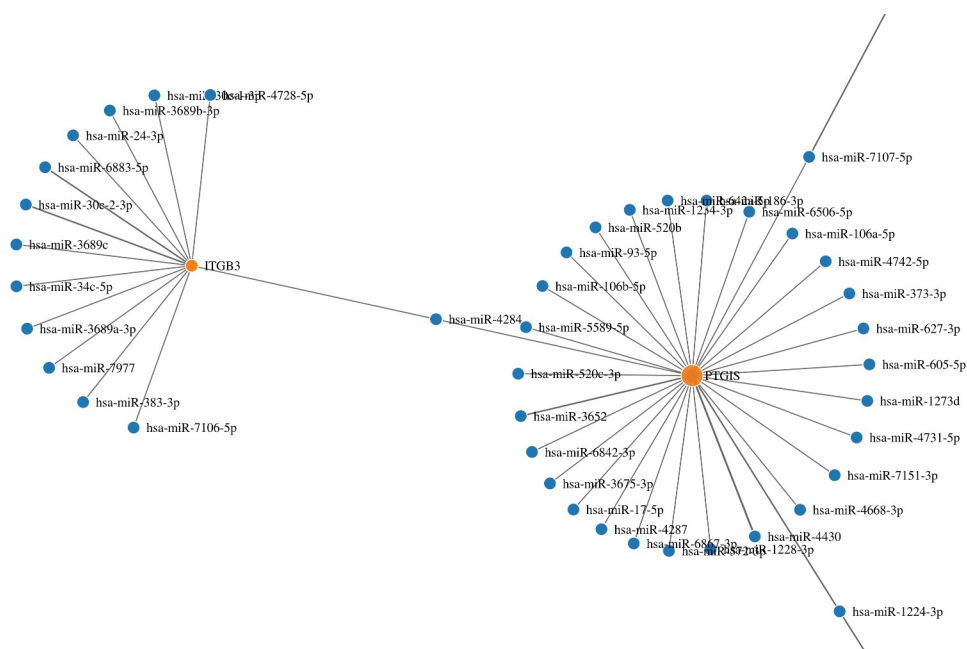 hsa-miR-4728-5p
hsa-miR-3689b-3p
hsa-miR-24-3p
hsa-miR-6883-5p
hsa-miR-30c-2-3p
hsa-miR-3689c
ITGB3
hsa-miR-34c-5p
hsa-miR-3689a-3p
hsa-miR-7977
hsa-miR-383-3p
hsa-miR-7106-5p
hsa-miR-4284
hsa-miR-7107-5p
hsa-miR-1234-3p
hsa-miR-6506-5p
hsa-miR-520b
hsa-miR-106a-5p
hsa-miR-93-5p
hsa-miR-4742-5p
hsa-miR-106b-5p
hsa-miR-373-3p
hsa-miR-5589-5p
hsa-miR-627-3p
hsa-miR-520c-3p
PTGIS
hsa-miR-605-5p
hsa-miR-3652
hsa-miR-1273d
hsa-miR-6842-3p
hsa-miR-4731-5p
hsa-miR-3675-3p
hsa-miR-7151-3p
hsa-miR-17-5p
hsa-miR-4668-3p
hsa-miR-4287
hsa-miR-4430
hsa-miR-6867-3p
hsa-miR-1228-3p
hsa-miR-1224-3p